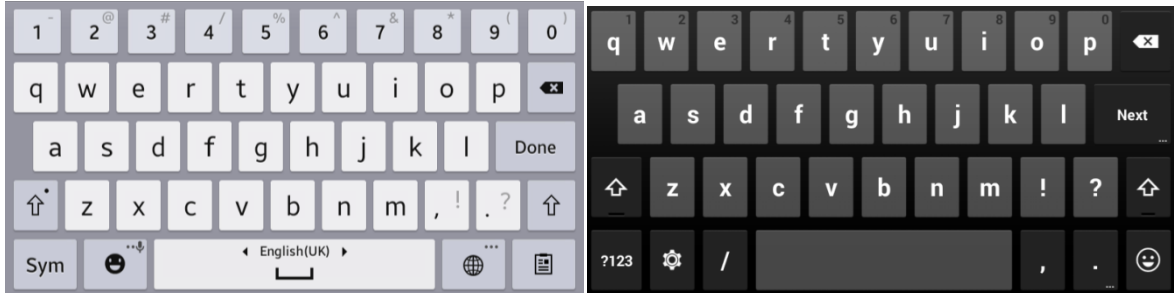 - @ # / % ^ & * ( )
1 2 3 4 5 6 7 8 9 0
q w e r t y u i o p
a s d f g h j k l Done
z x c v b n m , ! . ?
Sym English(UK)
1 2 3 4 5 6 7 8 9 0
q w e r t y u i o p
a s d f g h j k l Next
z x c v b n m ! ?
?123 / , .